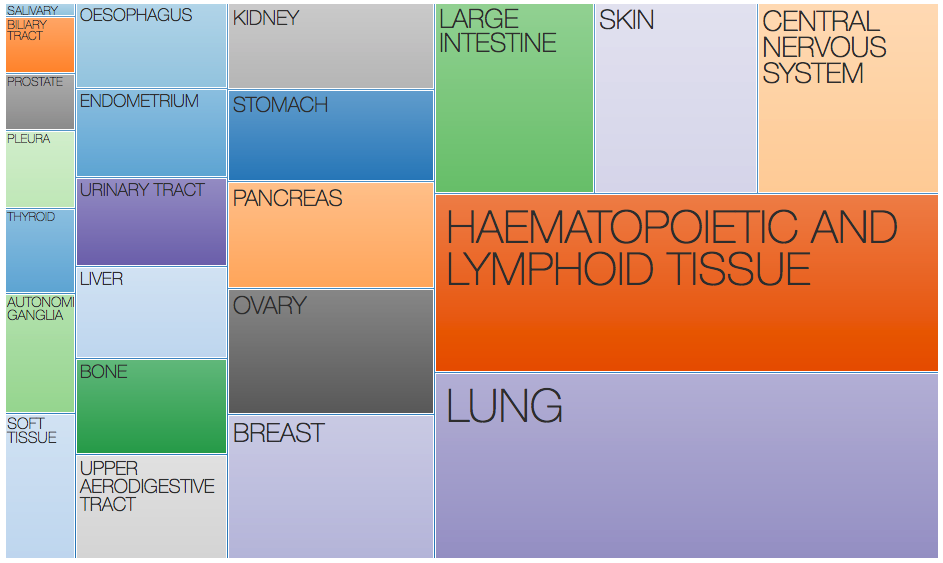 SALIVARY
BILIARY
TRACT
PROSTATE
PLEURA
THYROID
AUTONOMI
GANGLIA
SOFT
TISSUE
OESOPHAGUS
ENDOMETRIUM
URINARY TRACT
LIVER
BONE
UPPER
AERODIGESTIVE
TRACT
KIDNEY
STOMACH
PANCREAS
OVARY
BREAST
LARGE
INTESTINE
SKIN
CENTRAL
NERVOUS
SYSTEM
HAEMATOPOIETIC AND
LYMPHOID TISSUE
LUNG